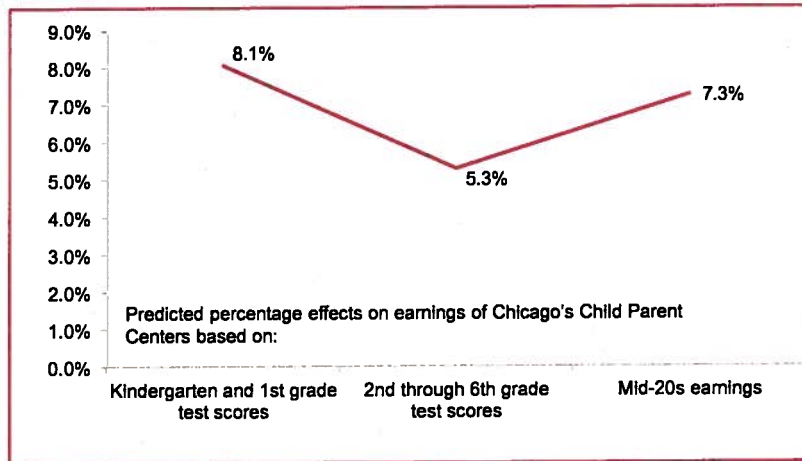 9.0%
8.0%
7.0%
6.0%
5.0%
4.0%
3.0%
2.0%
1.0%
0.0%
8.1%
5.3%
7.3%
Predicted percentage effects on earnings of Chicago's Child Parent
Centers based on:
Kindergarten and 1st grade
test scores
2nd through 6th grade
test scores
Mid-20s earnings